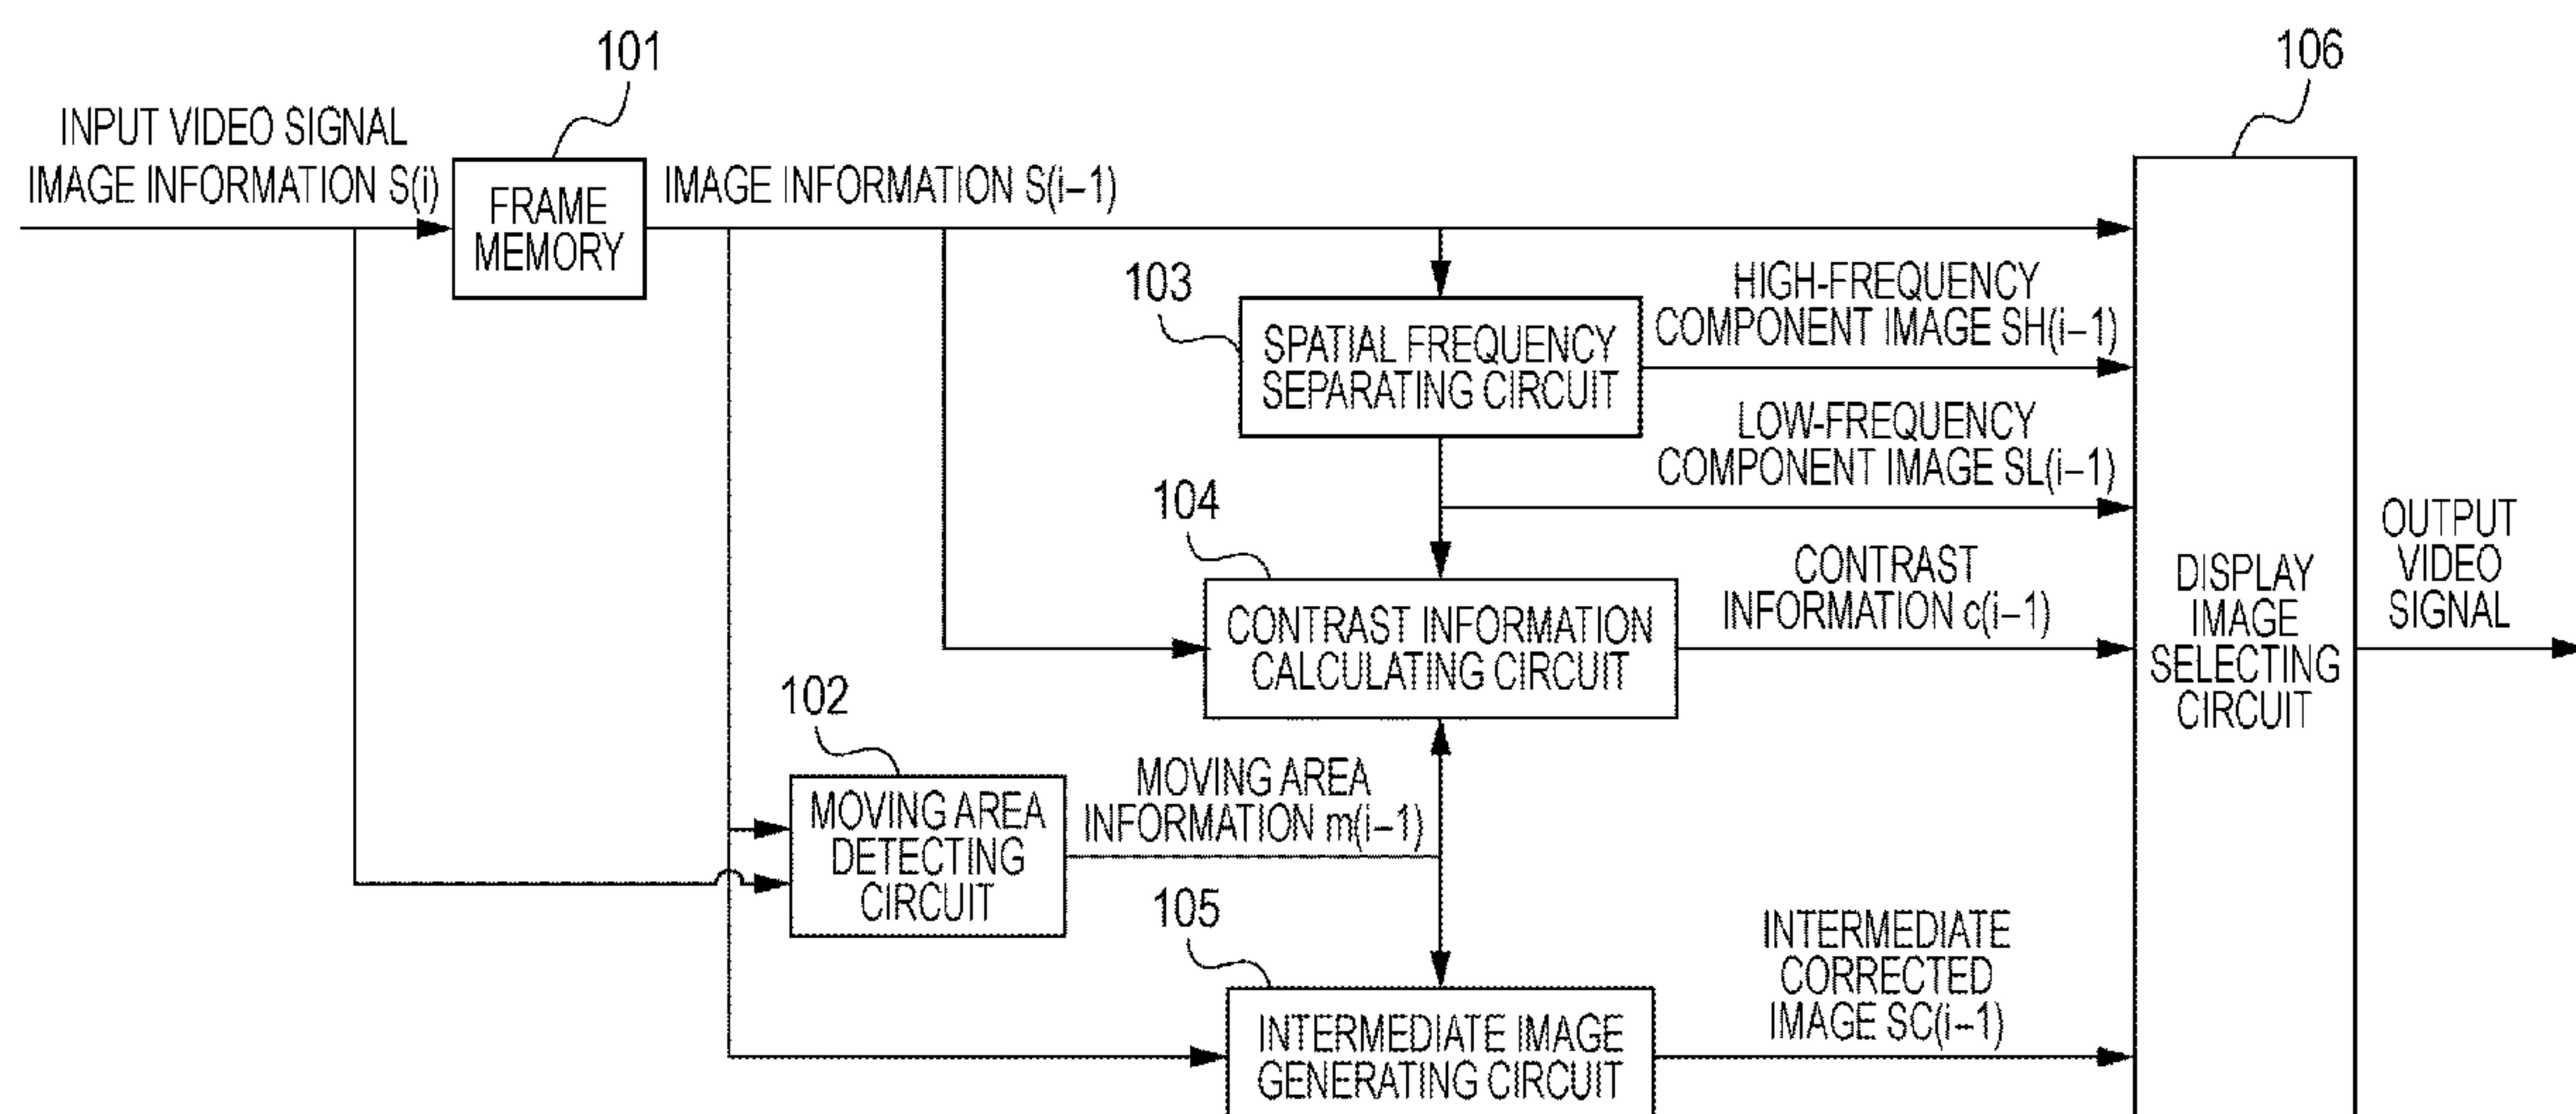 101
106
INPUT VIDEO SIGNAL
IMAGE INFORMATION S(i)
FRAME
MEMORY
IMAGE INFORMATION S(i–1)
103
SPATIAL FREQUENCY
SEPARATING CIRCUIT
HIGH-FREQUENCY
COMPONENT IMAGE SH(i–1)
LOW-FREQUENCY
COMPONENT IMAGE SL(i–1)
104
CONTRAST INFORMATION
CALCULATING CIRCUIT
CONTRAST
INFORMATION c(i–1)
DISPLAY
IMAGE
SELECTING
CIRCUIT
OUTPUT
VIDEO
SIGNAL
102
MOVING AREA
DETECTING
CIRCUIT
MOVING AREA
INFORMATION m(i–1)
105
INTERMEDIATE IMAGE
GENERATING CIRCUIT
INTERMEDIATE
CORRECTED
IMAGE SC(i–1)